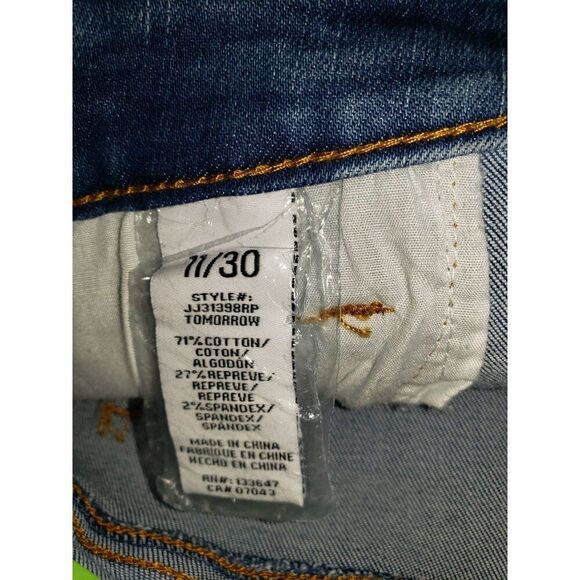 11/30
STYLE#:
JJ31398RP
TOMORROW
71%COTTON/
COTON/
ALGODÓN
27%REPREVE/
REPREVE/
REPREVE
2%SPANDEX/
SPANDEX/
SPANDEX
MADE IN CHINA
FABRIQUE EN CHINE
HECHO EN CHINA
RN#: 133647
CA# 07043